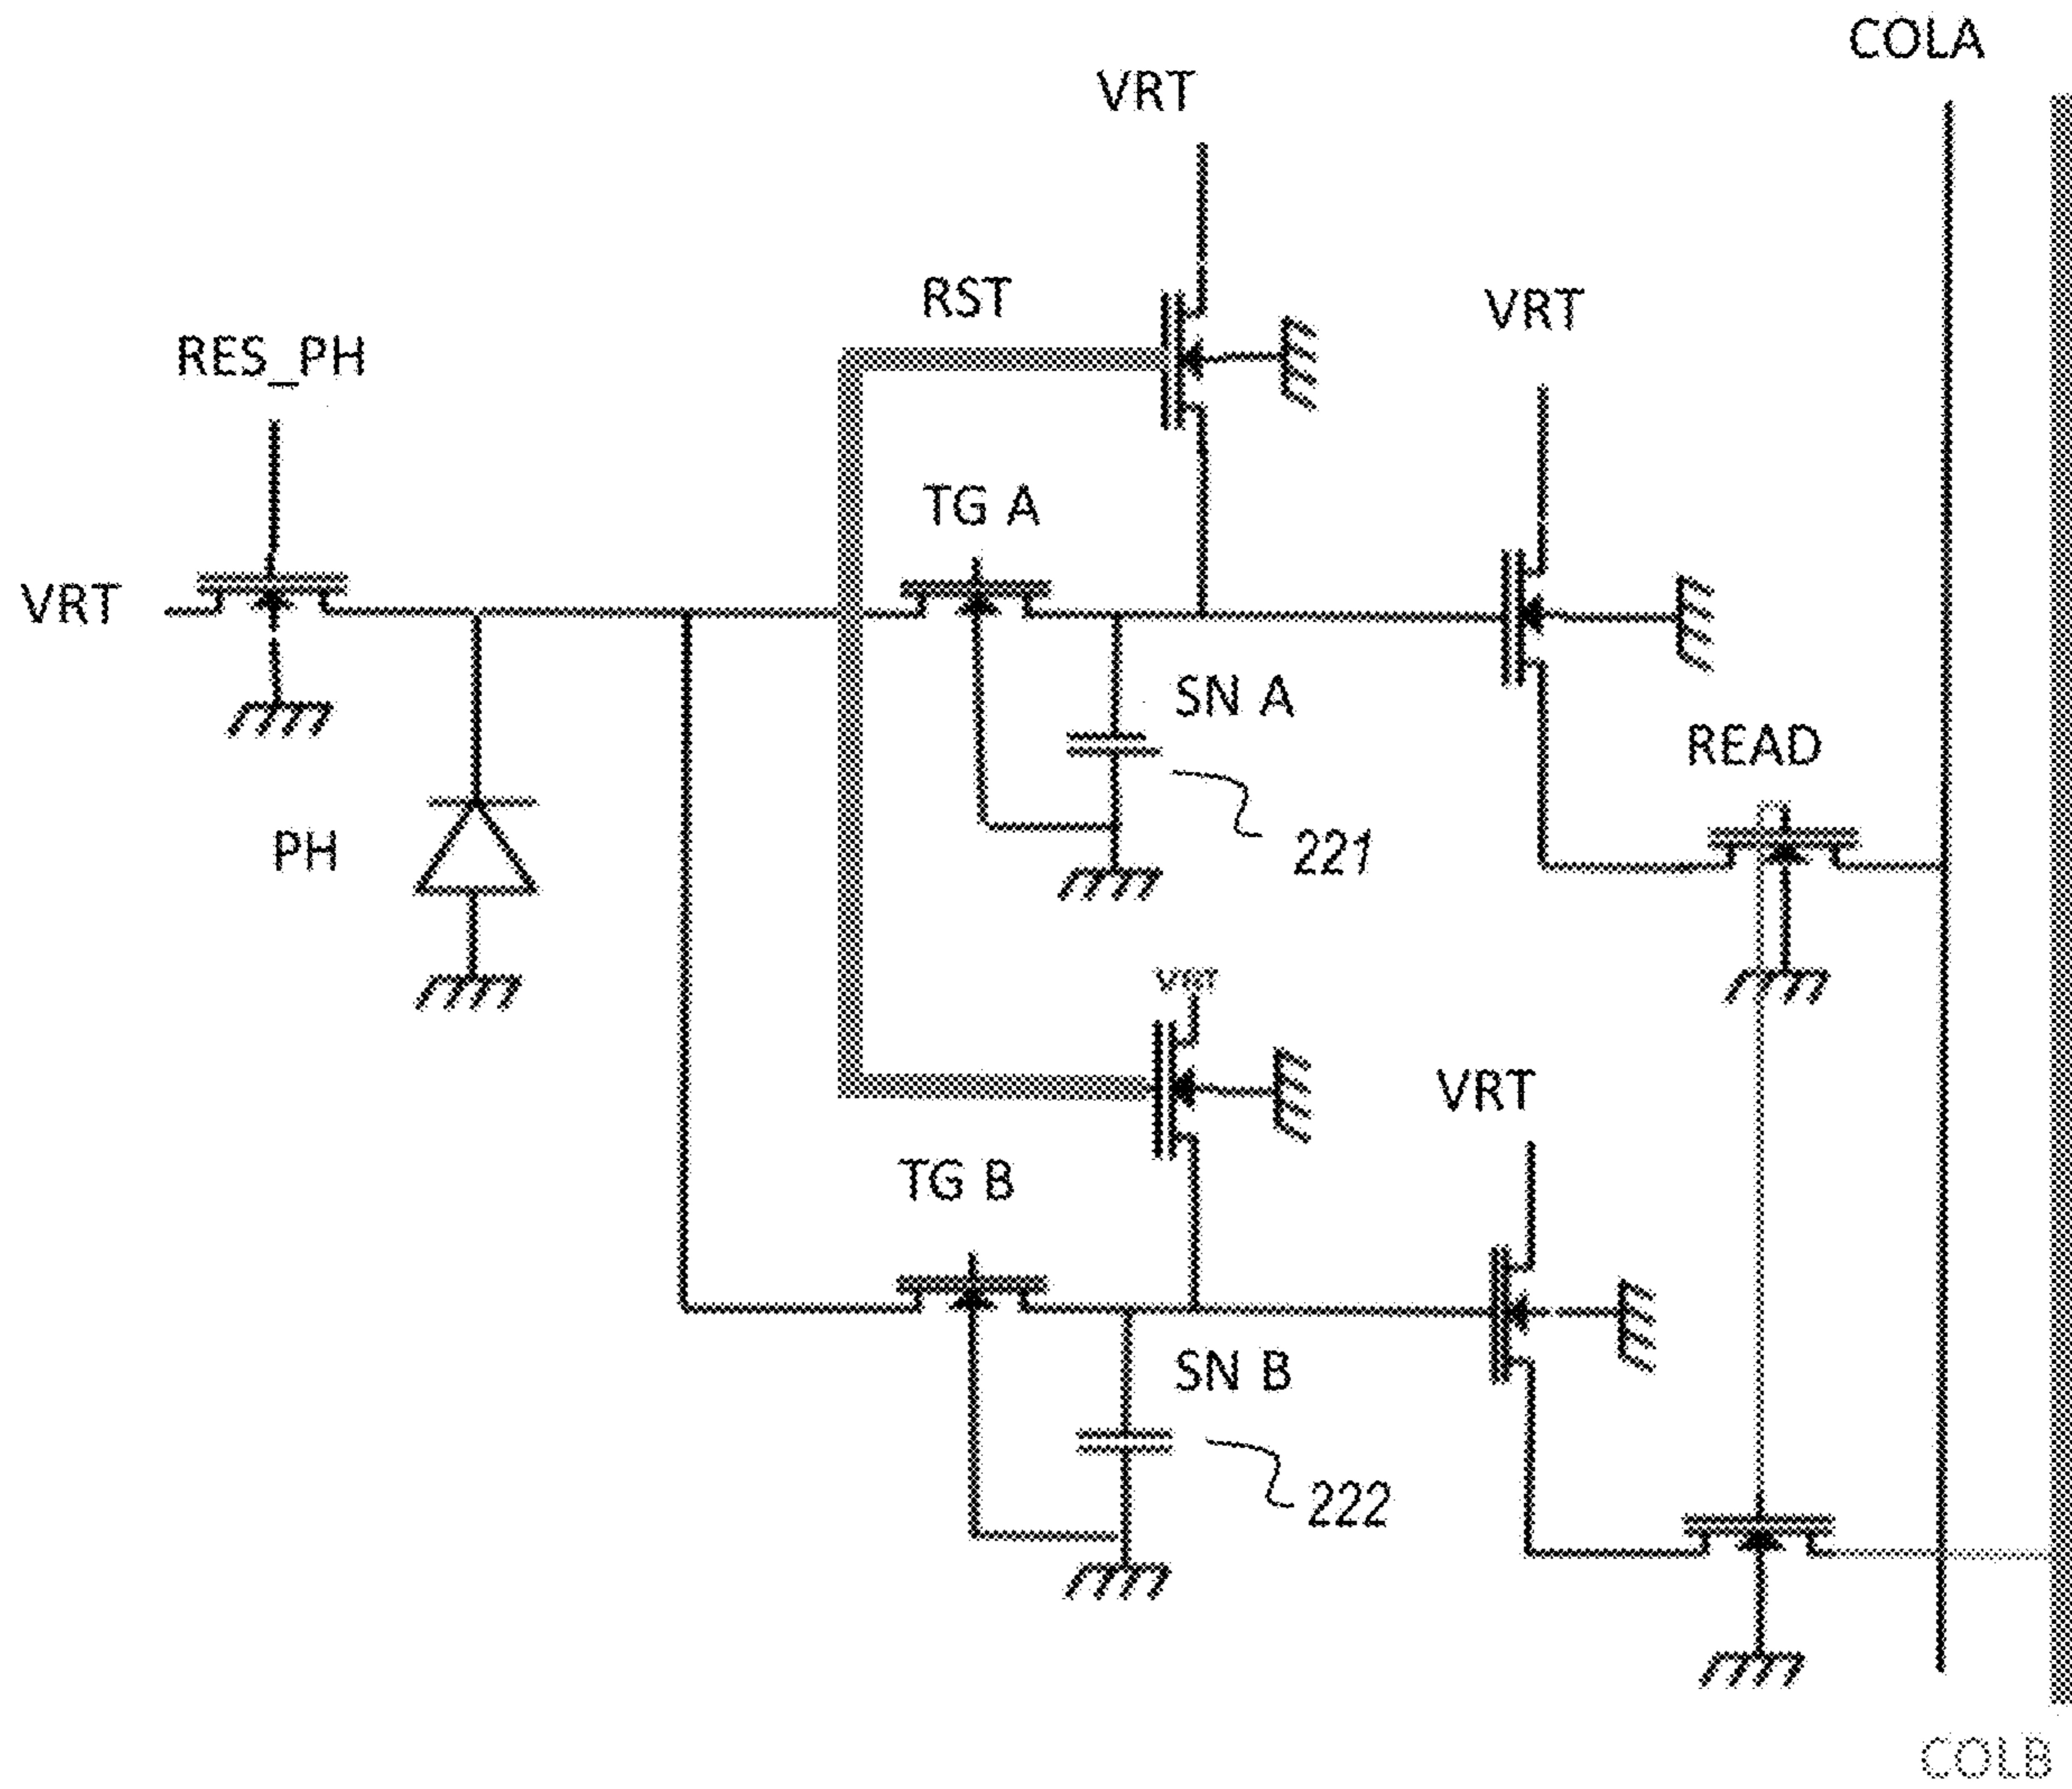 COLA
VRT
RST
VRT
RES_PH
TG A
VRT
SN A
READ
221
PH
VRT
VRT
TG B
SN B
222
COLB